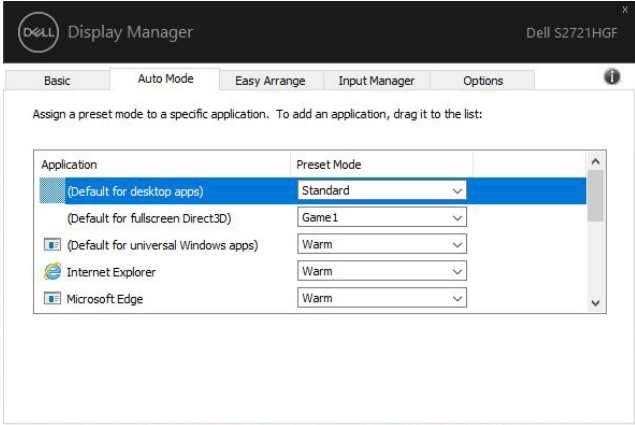 DELL Display Manager
Dell S2721HGF
Basic
Auto Mode
Easy Arrange
Input Manager
Options
Assign a preset mode to a specific application. To add an application, drag it to the list:
Application Preset Mode
(Default for desktop apps) Standard
(Default for fullscreen Direct3D) Game1
(Default for universal Windows apps) Warm
Internet Explorer Warm
Microsoft Edge Warm